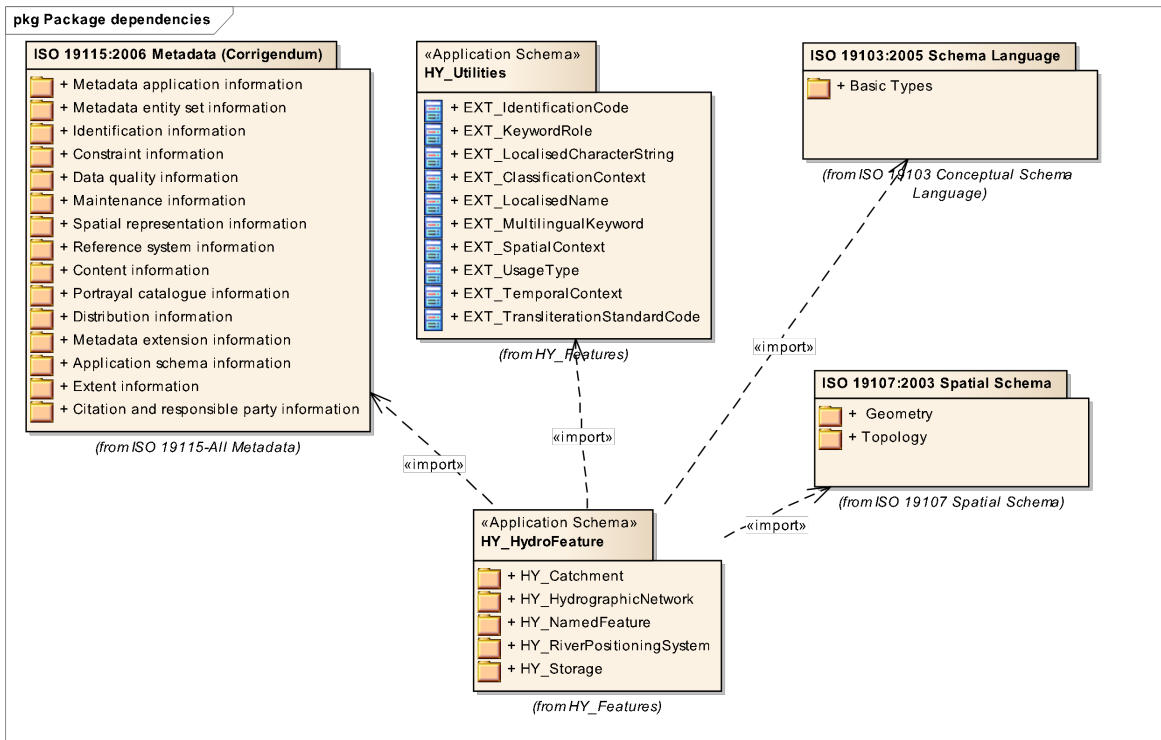 pkg Package dependencies
ISO 19115:2006 Metadata (Corrigendum)
+ Metadata application information
+ Metadata entity set information
+ Identification information
+ Constraint information
+ Data quality information
+ Maintenance information
+ Spatial representation information
+ Reference system information
+ Content information
+ Portrayal catalogue information
+ Distribution information
+ Metadata extension information
+ Application schema information
+ Extent information
+ Citation and responsible party information
(from ISO 19115-All Metadata)
«Application Schema»
HY_Utilities
+ EXT_IdentificationCode
+ EXT_KeywordRole
+ EXT_LocalisedCharacterString
+ EXT_ClassificationContext
+ EXT_LocalisedName
+ EXT_MultilingualKeyword
+ EXT_SpatialContext
+ EXT_UsageType
+ EXT_TemporalContext
+ EXT_TransliterationStandardCode
(from HY_Features)
ISO 19103:2005 Schema Language
+ Basic Types
(from ISO 19103 Conceptual Schema
Language)
«import»
ISO 19107:2003 Spatial Schema
+ Geometry
+ Topology
(from ISO 19107 Spatial Schema)
«import»
«import»
«import»
«Application Schema»
HY_HydroFeature
+ HY_Catchment
+ HY_HydrographicNetwork
+ HY_NamedFeature
+ HY_RiverPositioningSystem
+ HY_Storage
(from HY_Features)